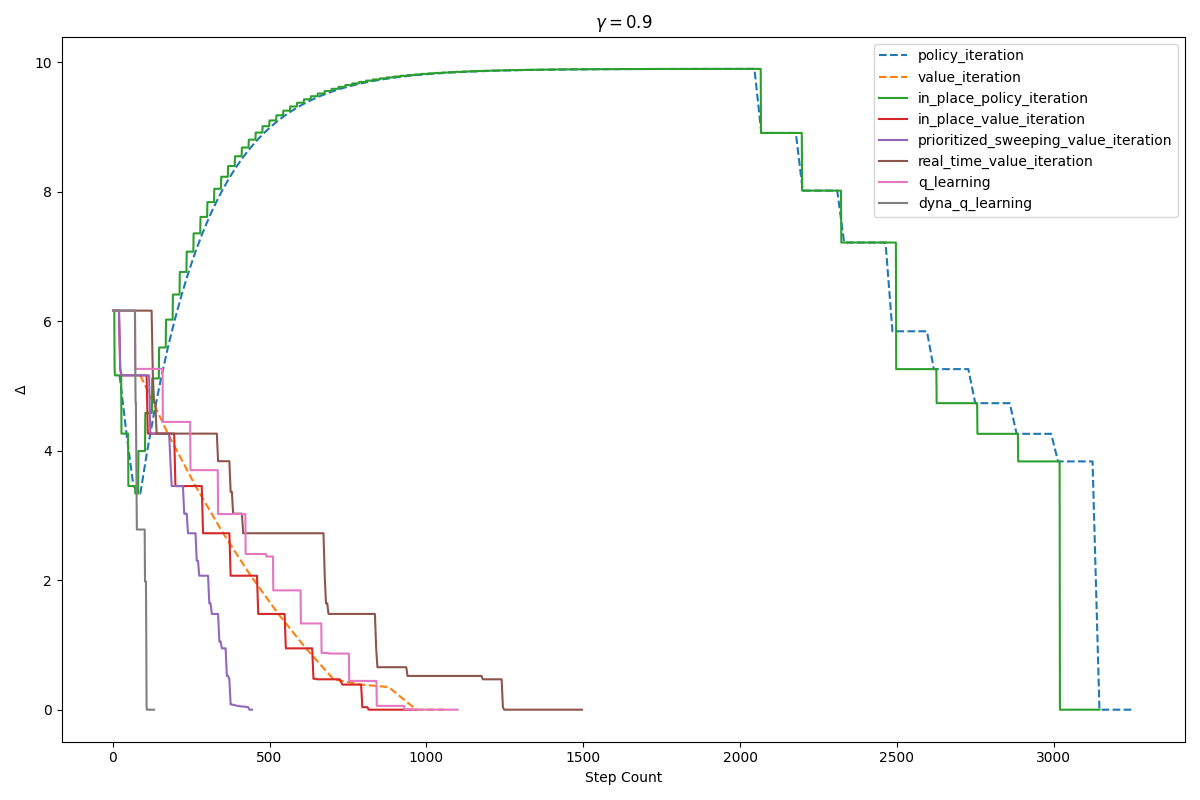 γ = 0.9
Δ
10
8
6
4
2
0
policy_iteration
value_iteration
in_place_policy_iteration
in_place_value_iteration
prioritized_sweeping_value_iteration
real_time_value_iteration
q_learning
dyna_q_learning
0 500 1000 1500 2000 2500 3000
Step Count